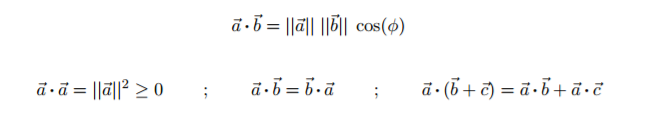 a⃗ · b⃗ = ||a⃗|| ||b⃗|| cos(ϕ)
a⃗ · a⃗ = ||a⃗||² ≥ 0 ; a⃗ · b⃗ = b⃗ · a⃗ ; a⃗ · (b⃗ + c⃗) = a⃗ · b⃗ + a⃗ · c⃗